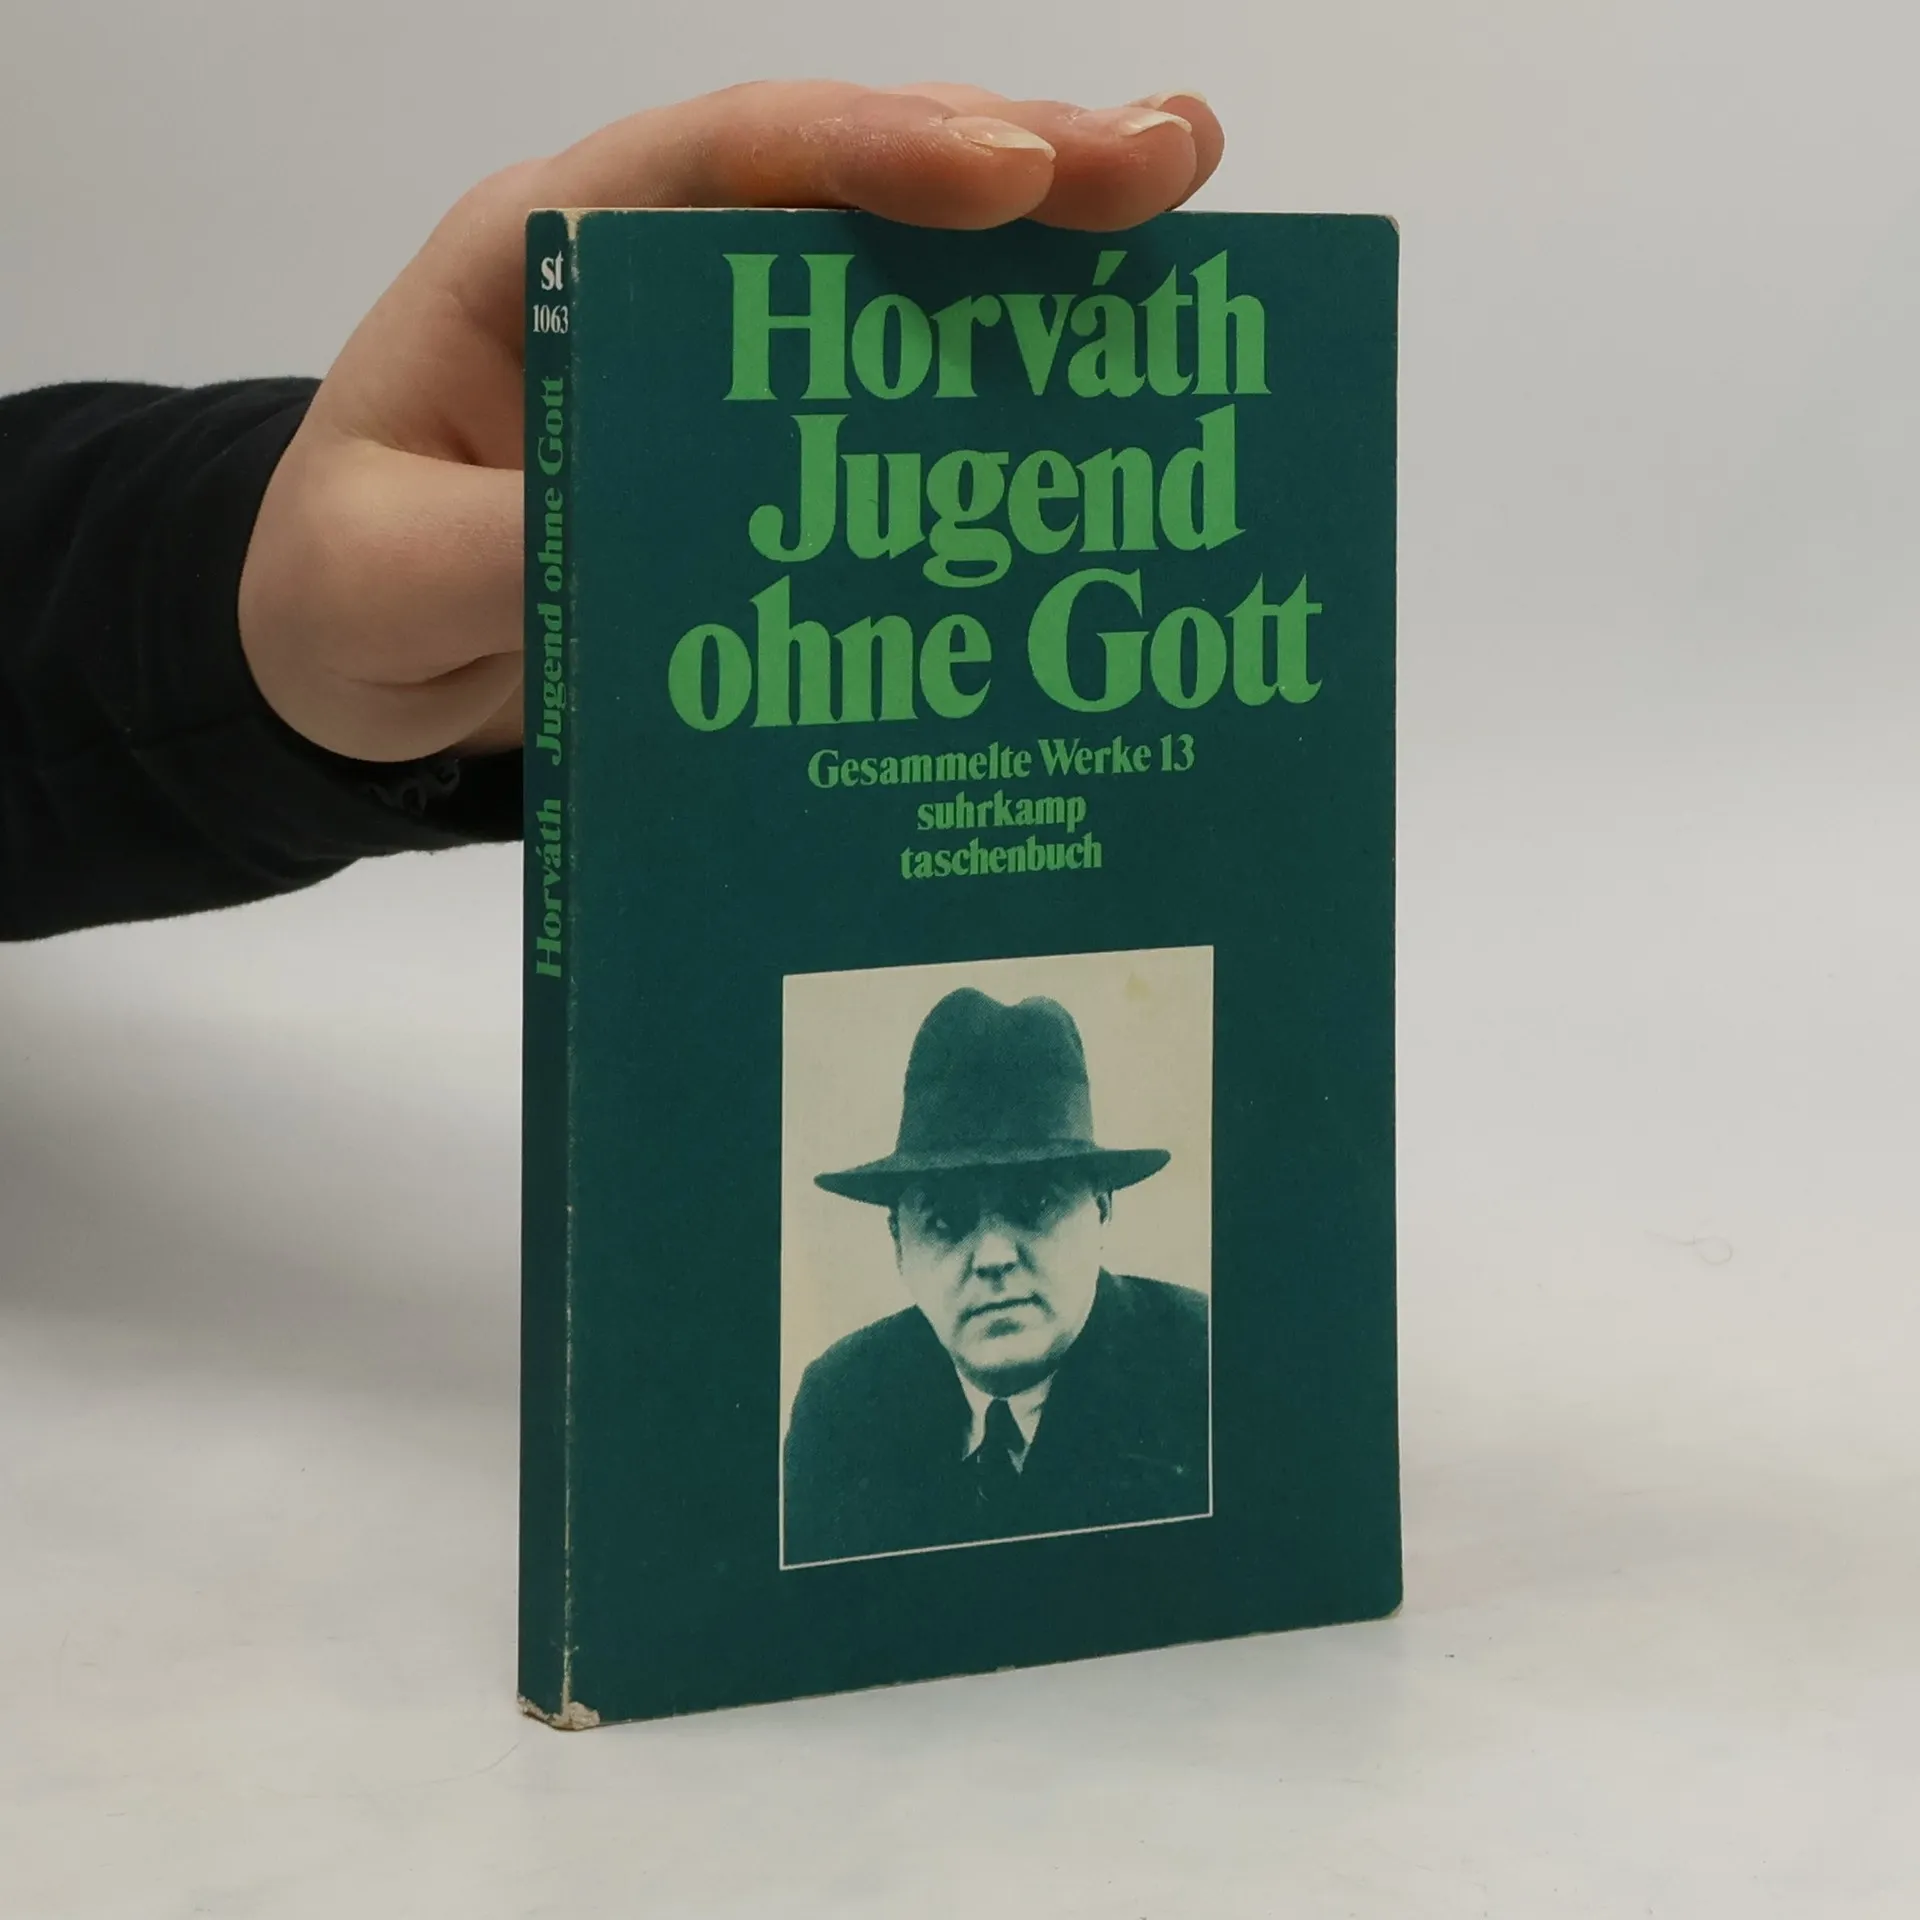 st
1063
Horváth Jugend ohne Gott
Horváth
Jugend
ohne Gott
Gesammelte Werke 13
suhrkamp
taschenbuch